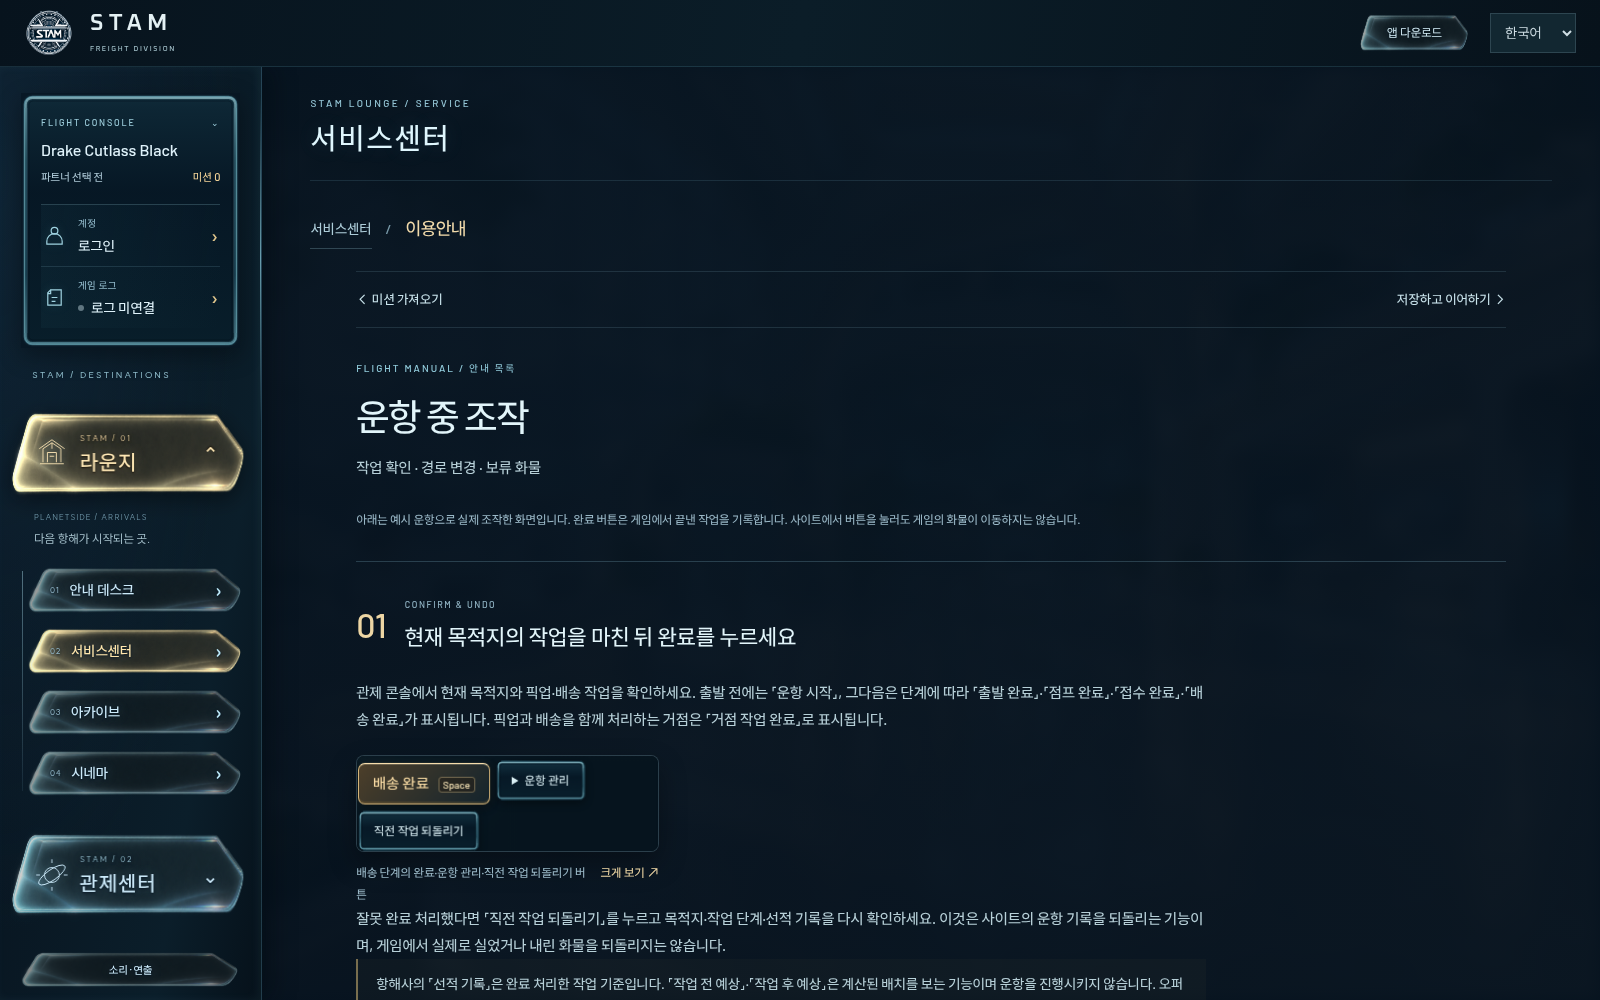 STAM
STAM
FREIGHT DIVISION
앱 다운로드
한국어
FLIGHT CONSOLE
Drake Cutlass Black
파트너 선택 전
미션 0
계정
로그인
게임 로그
로그 미연결
STAM / DESTINATIONS
STAM / 01
라운지
PLANETSIDE / ARRIVALS
다음 항해가 시작되는 곳.
01 안내 데스크
02 서비스센터
03 아카이브
04 시네마
STAM / 02
관제센터
소리·연출
STAM LOUNGE / SERVICE
서비스센터
서비스센터 / 이용안내
미션 가져오기
저장하고 이어하기
FLIGHT MANUAL / 안내 목록
운항 중 조작
작업 확인 · 경로 변경 · 보류 화물
아래는 예시 운항으로 실제 조작한 화면입니다. 완료 버튼은 게임에서 끝낸 작업을 기록합니다. 사이트에서 버튼을 눌러도 게임의 화물이 이동하지는 않습니다.
01
CONFIRM & UNDO
현재 목적지의 작업을 마친 뒤 완료를 누르세요
관제 콘솔에서 현재 목적지와 픽업·배송 작업을 확인하세요. 출발 전에는 「운항 시작」, 그다음은 단계에 따라 「출발 완료」·「점프 완료」·「접수 완료」·「배
송 완료」가 표시됩니다. 픽업과 배송을 함께 처리하는 거점은 「거점 작업 완료」로 표시됩니다.
배송 완료 Space
▶ 운항 관리
직전 작업 되돌리기
배송 단계의 완료·운항 관리·직전 작업 되돌리기 버
튼
크게 보기 ↗
잘못 완료 처리했다면 「직전 작업 되돌리기」를 누르고 목적지·작업 단계·선적 기록을 다시 확인하세요. 이것은 사이트의 운항 기록을 되돌리는 기능이
며, 게임에서 실제로 실었거나 내린 화물을 되돌리지는 않습니다.
항해사의 「선적 기록」은 완료 처리한 작업 기준입니다. 「작업 전 예상」·「작업 후 예상」은 계산된 배치를 보는 기능이며 운항을 진행시키지 않습니다. 오퍼